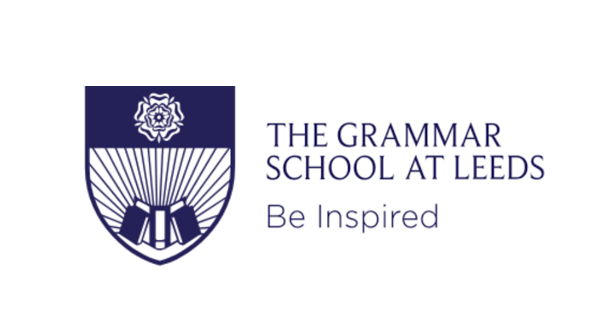 THE GRAMMAR
SCHOOL AT LEEDS
Be Inspired